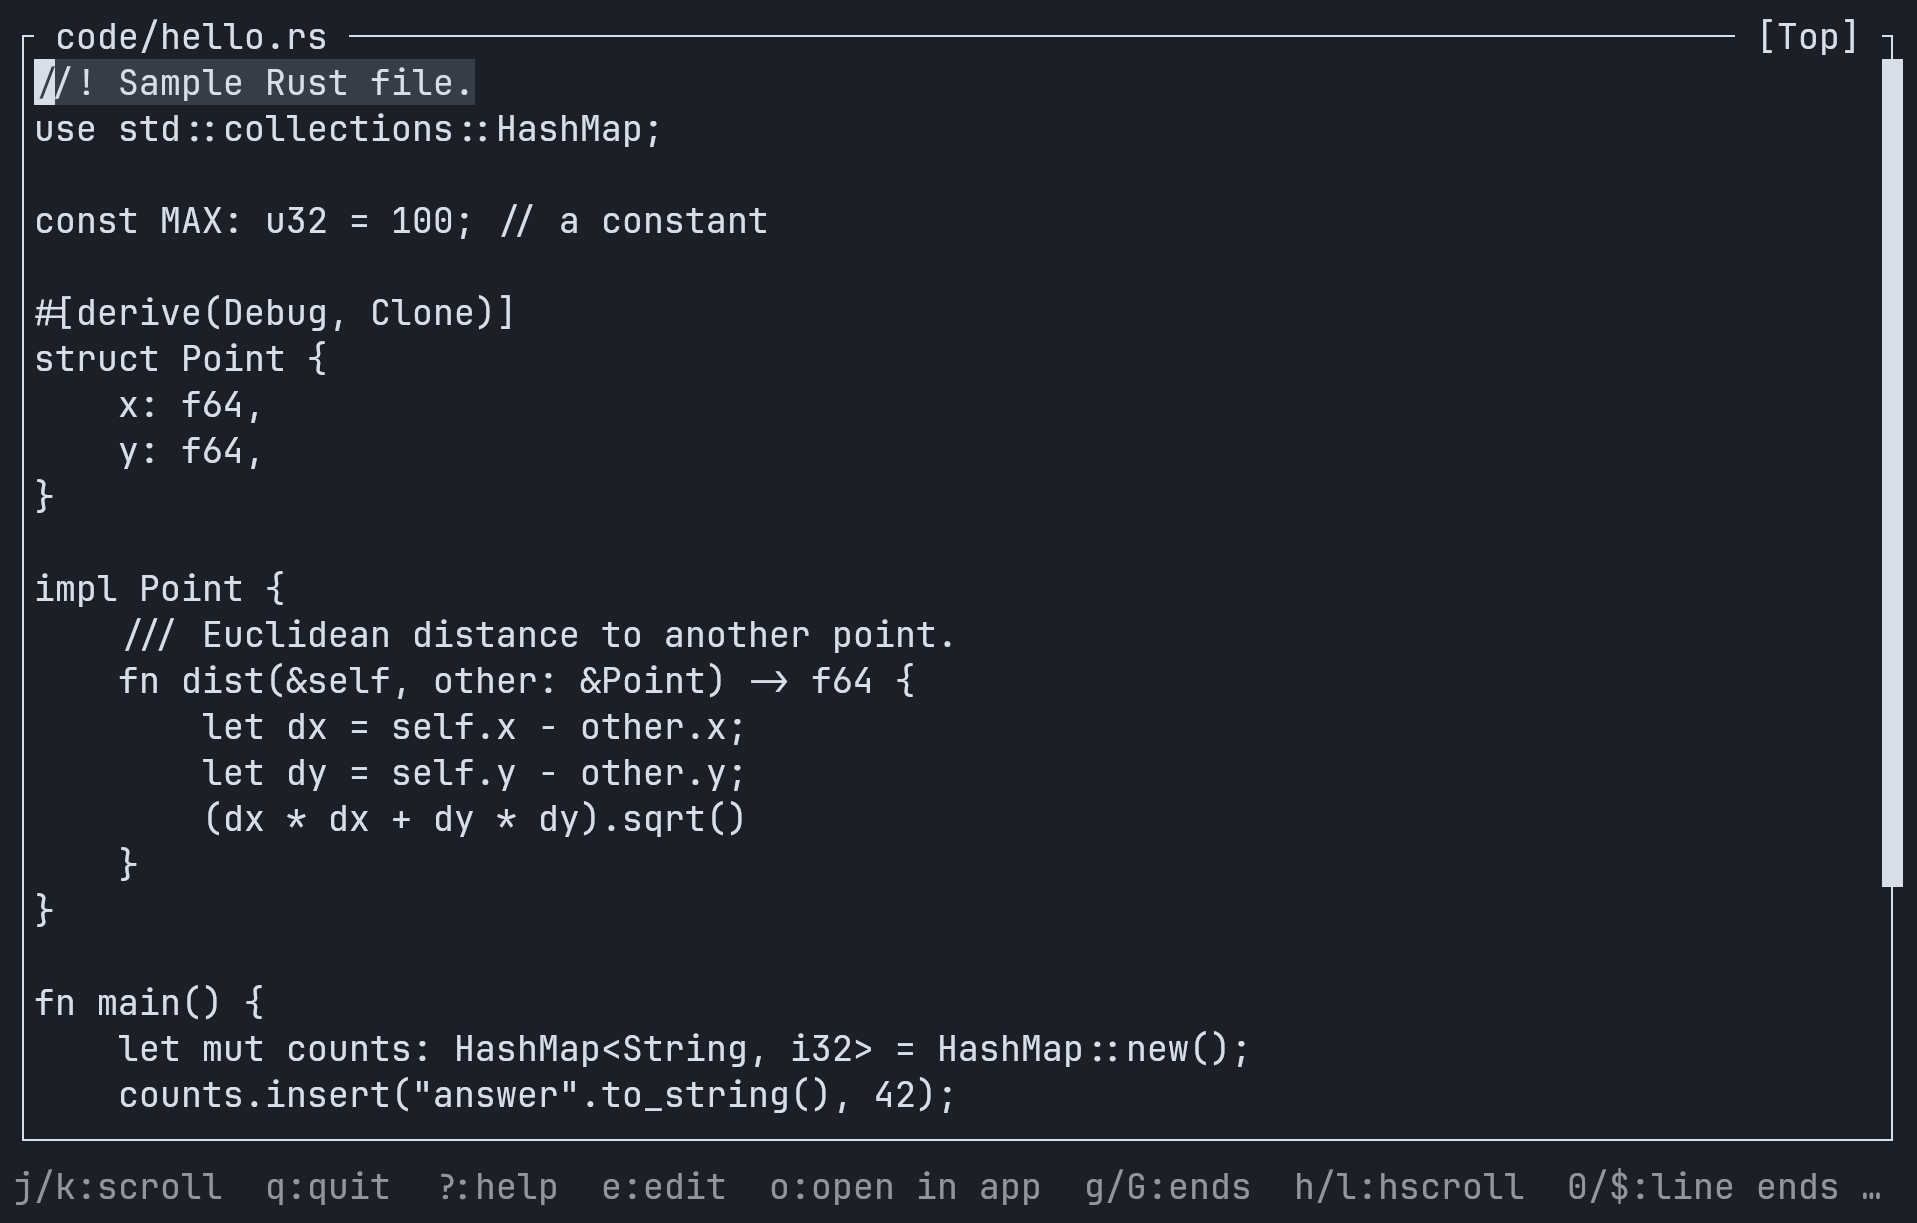 code/hello.rs [Top]
//! Sample Rust file.
use std::collections::HashMap;

const MAX: u32 = 100; // a constant

#[derive(Debug, Clone)]
struct Point {
    x: f64,
    y: f64,
}

impl Point {
    /// Euclidean distance to another point.
    fn dist(&self, other: &Point) -> f64 {
        let dx = self.x - other.x;
        let dy = self.y - other.y;
        (dx * dx + dy * dy).sqrt()
    }
}

fn main() {
    let mut counts: HashMap<String, i32> = HashMap::new();
    counts.insert("answer".to_string(), 42);
j/k:scroll  q:quit  ?:help  e:edit  o:open in app  g/G:ends  h/l:hscroll  0/$:line ends …